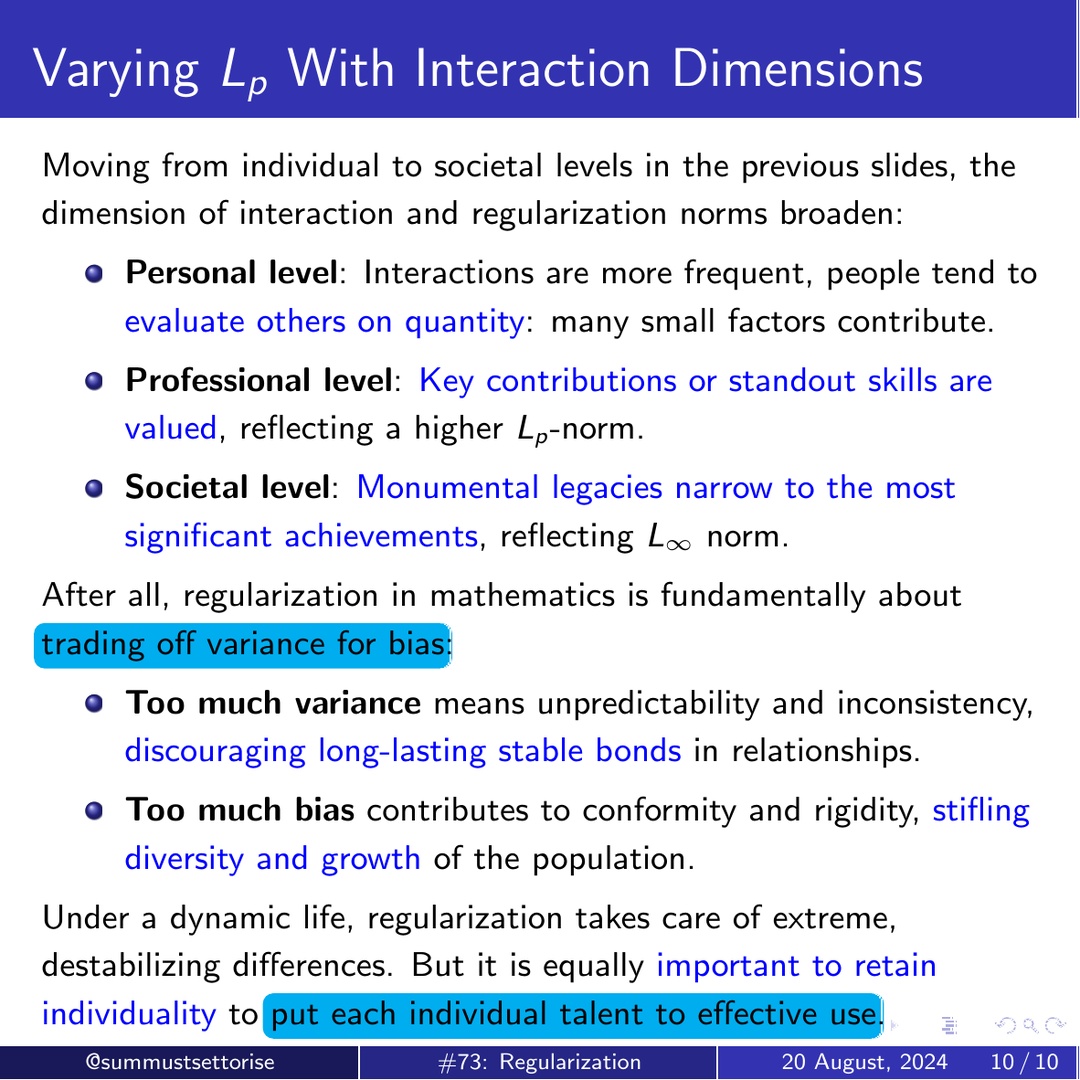 Varying Lp With Interaction Dimensions
Moving from individual to societal levels in the previous slides, the
dimension of interaction and regularization norms broaden:
Personal level: Interactions are more frequent, people tend to
evaluate others on quantity: many small factors contribute.
Professional level: Key contributions or standout skills are
valued, reflecting a higher Lp-norm.
Societal level: Monumental legacies narrow to the most
significant achievements, reflecting L∞ norm.
After all, regularization in mathematics is fundamentally about
trading off variance for bias:
Too much variance means unpredictability and inconsistency,
discouraging long-lasting stable bonds in relationships.
Too much bias contributes to conformity and rigidity, stifling
diversity and growth of the population.
Under a dynamic life, regularization takes care of extreme,
destabilizing differences. But it is equally important to retain
individuality to put each individual talent to effective use.
@summustsettorise #73: Regularization 20 August, 2024 10 / 10